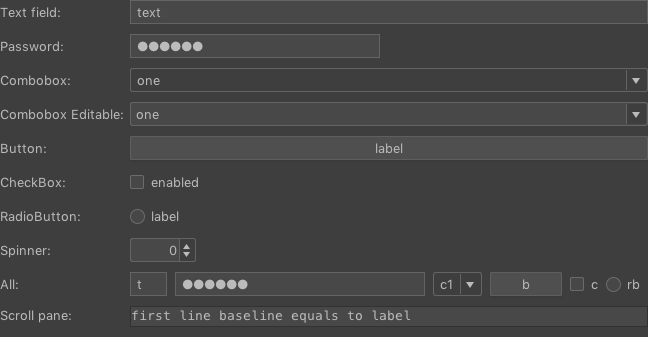 Text field: text
Password: ●●●●●●
Combobox: one
Combobox Editable: one
Button: label
CheckBox: enabled
RadioButton: label
Spinner: 0
All: t ●●●●●● c1 b c rb
Scroll pane: first line baseline equals to label